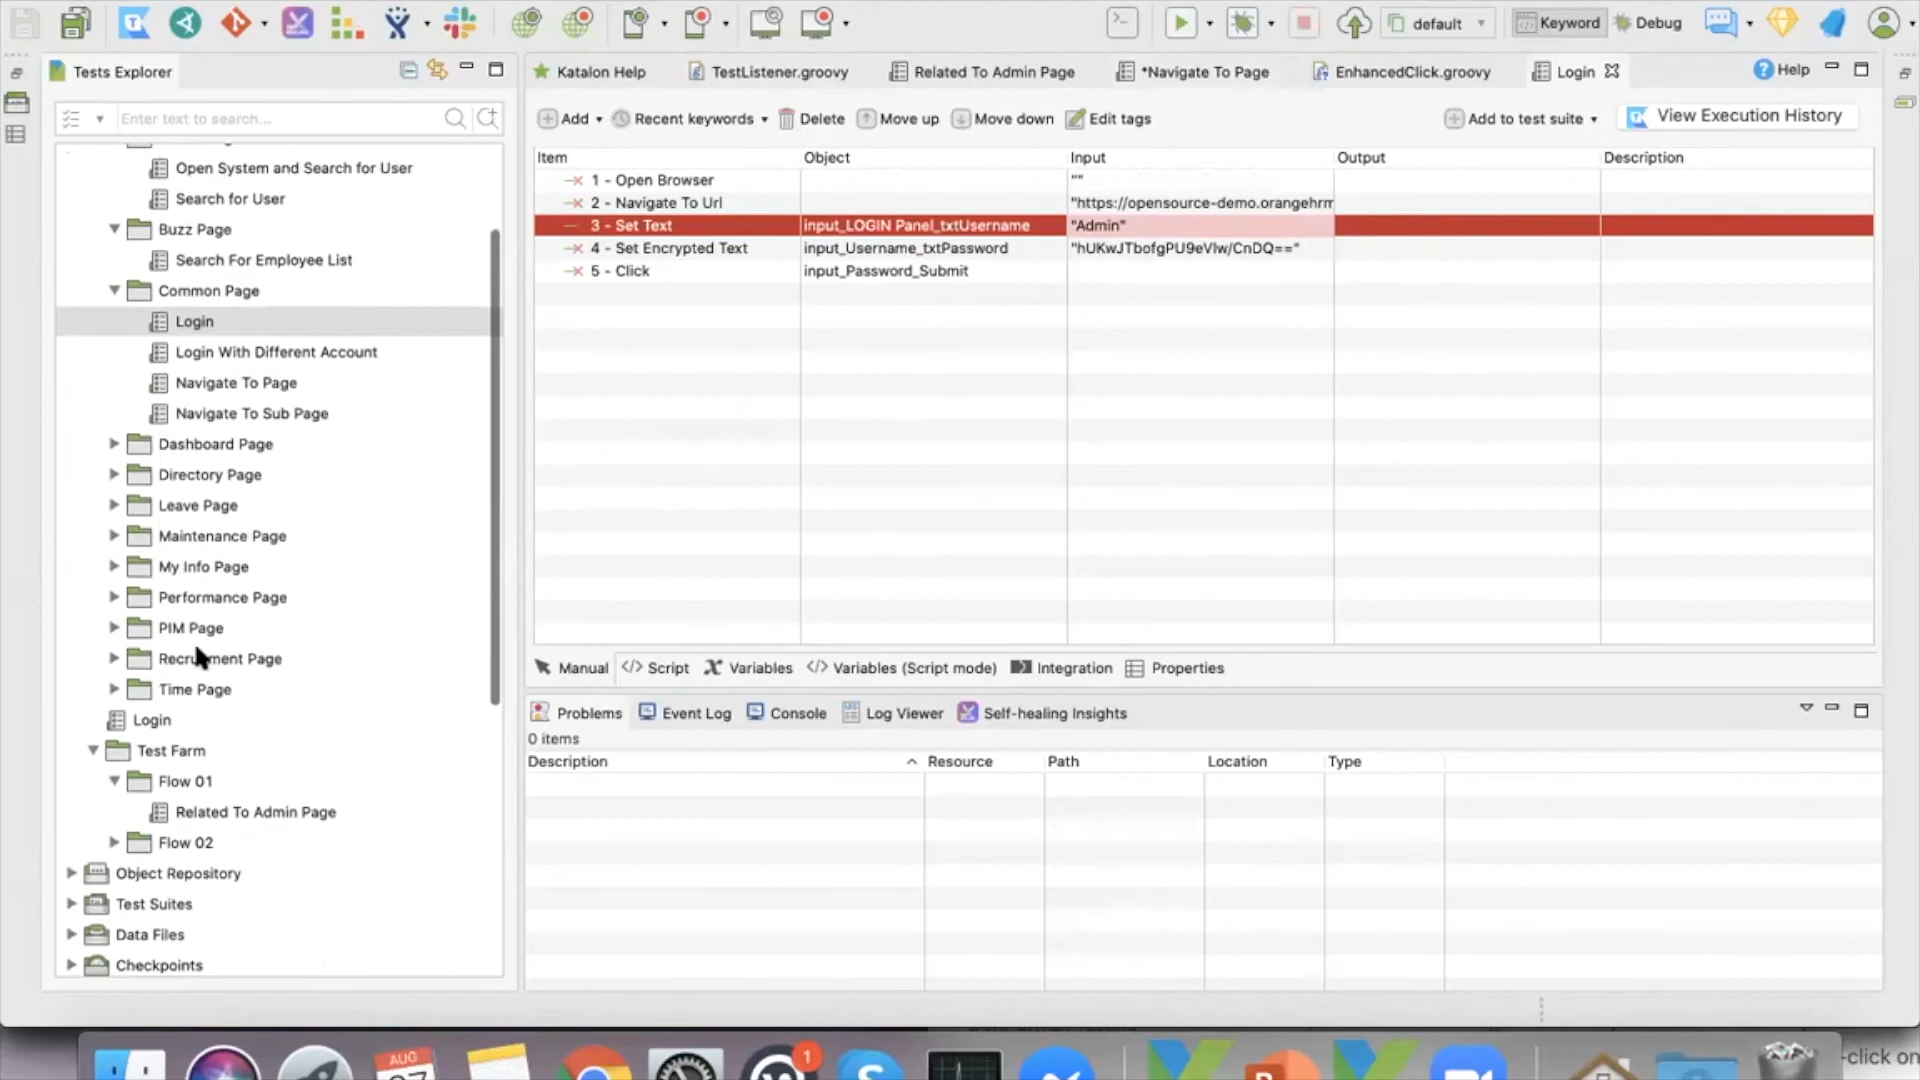 default
Keyword
Debug
Tests Explorer
Katalon Help
TestListener.groovy
Related To Admin Page
*Navigate To Page
EnhancedClick.groovy
Login
Help
Enter text to search...
Add
Recent keywords
Delete
Move up
Move down
Edit tags
Add to test suite
View Execution History
Item Object Input Output Description
1 - Open Browser ""
2 - Navigate To Url "https://opensource-demo.orangehrm
3 - Set Text input_LOGIN Panel_txtUsername "Admin"
4 - Set Encrypted Text input_Username_txtPassword "hUKwJTbofgPU9eVlw/CnDQ=="
5 - Click input_Password_Submit
Open System and Search for User
Search for User
Buzz Page
Search For Employee List
Common Page
Login
Login With Different Account
Navigate To Page
Navigate To Sub Page
Dashboard Page
Directory Page
Leave Page
Maintenance Page
My Info Page
Performance Page
PIM Page
Recruitment Page
Time Page
Login
Test Farm
Flow 01
Related To Admin Page
Flow 02
Object Repository
Test Suites
Data Files
Checkpoints
Manual
Script
Variables
Variables (Script mode)
Integration
Properties
Problems
Event Log
Console
Log Viewer
Self-healing Insights
0 items
Description Resource Path Location Type
AUG
1
-click on